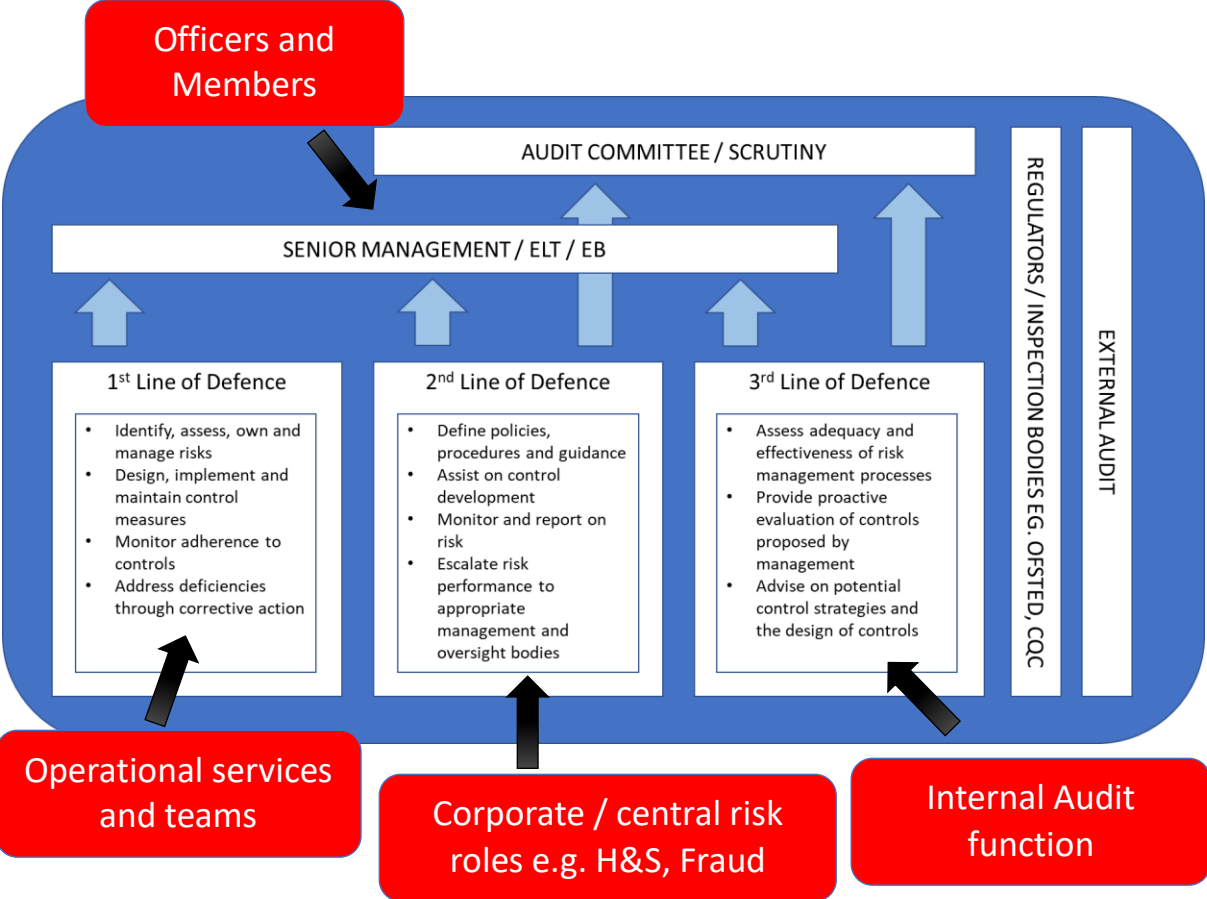 Officers and
Members
AUDIT COMMITTEE / SCRUTINY
SENIOR MANAGEMENT / ELT / EB
1st Line of Defence
• Identify, assess, own and
manage risks
• Design, implement and
maintain control
measures
• Monitor adherence to
controls
• Address deficiencies
through corrective action
2nd Line of Defence
• Define policies,
procedures and guidance
• Assist on control
development
• Monitor and report on
risk
• Escalate risk
performance to
appropriate
management and
oversight bodies
3rd Line of Defence
• Assess adequacy and
effectiveness of risk
management processes
• Provide proactive
evaluation of controls
proposed by
management
• Advise on potential
control strategies and
the design of controls
REGULATORS / INSPECTION BODIES EG. OFSTED, CQC
EXTERNAL AUDIT
Operational services
and teams
Corporate / central risk
roles e.g. H&S, Fraud
Internal Audit
function